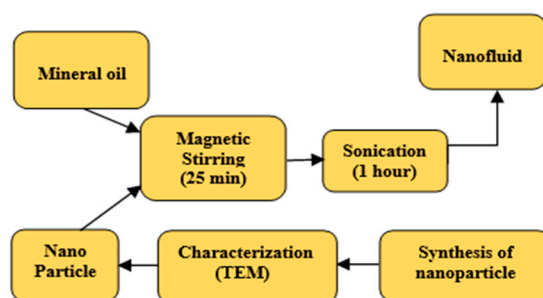 Mineral oil
Nanofluid
Magnetic
Stirring
(25 min)
Sonication
(1 hour)
Nano
Particle
Characterization
(TEM)
Synthesis of
nanoparticle